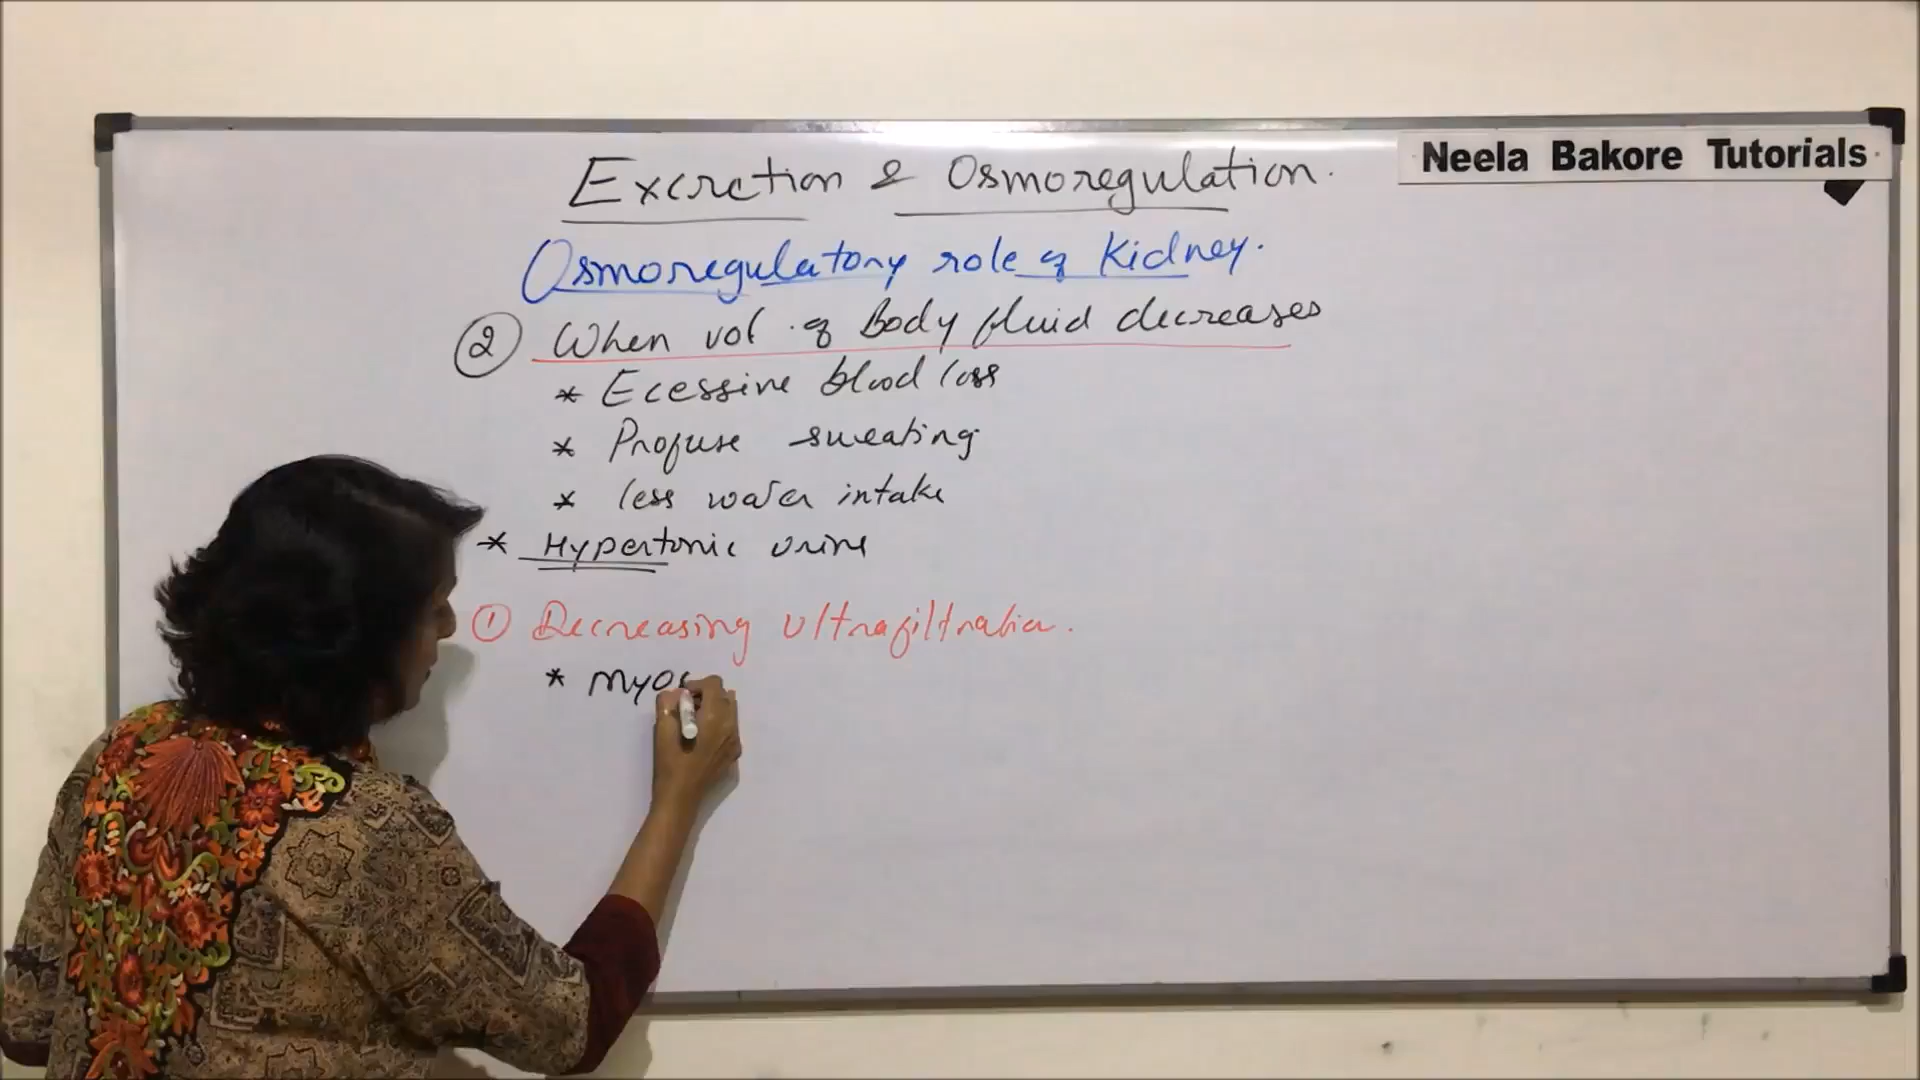 Neela Bakore Tutorials
Excretion & Osmoregulation.
Osmoregulatory role of Kidney.
② When vol. of Body fluid decreases
* Ecessive blood loss
* Profuse sweating
* less water intake
* Hypertonic urine
① Decreasing ultrafiltration.
* Myo